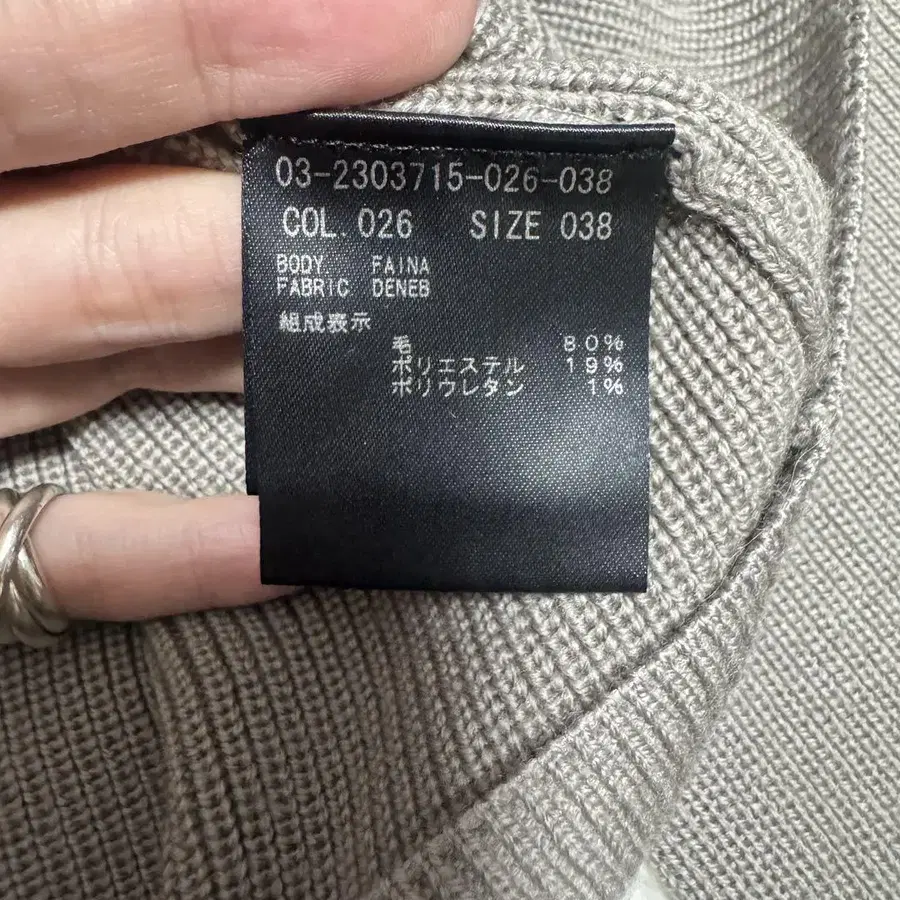 03-2303715-026-038
COL. 026 SIZE 038
BODY FAINA
FABRIC DENEB
組成表示
毛 80%
ポリエステル 19%
ポリウレタン 1%